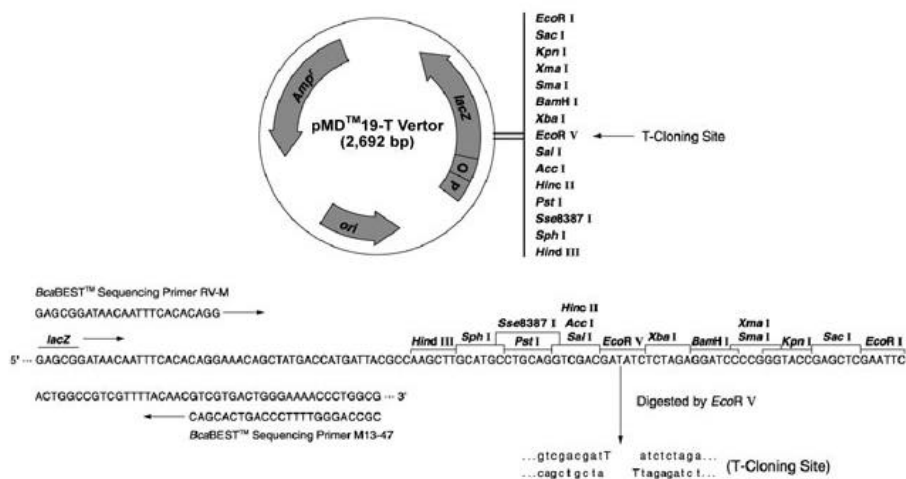 EcoR I
Sac I
Kpn I
Xma I
Sma I
BamH I
Xba I
EcoR V
Sal I
Acc I
Hinc II
Pst I
Sse8387 I
Sph I
Hind III
T-Cloning Site
Ampʳ
lacZ
O
P
ori
pMD™19-T Vertor
(2,692 bp)
BcaBEST™ Sequencing Primer RV-M
GAGCGGATAACAATTTCACACAGG
lacZ
Hind III
Sph I
Sse8387 I
Pst I
Hinc II
Acc I
Sal I
EcoR V
Xba I
BamH I
Xma I
Sma I
Kpn I
Sac I
EcoR I
5' ··· GAGCGGATAACAATTTCACACAGGAAACAGCTATGACCATGATTACGCCAAGCTTGCATGCCTGCAGGTCGACGATATCTCTAGAGGATCCCCGGGTACCGAGCTCGAATTC
ACTGGCCGTCGTTTTACAACGTCGTGACTGGGAAAACCCTGGCG ··· 3'
CAGCACTGACCCTTTTGGGACCGC
BcaBEST™ Sequencing Primer M13-47
Digested by EcoR V
...gtcgacgatT atctctaga...
...cagctgcta Ttagagatct...
(T-Cloning Site)